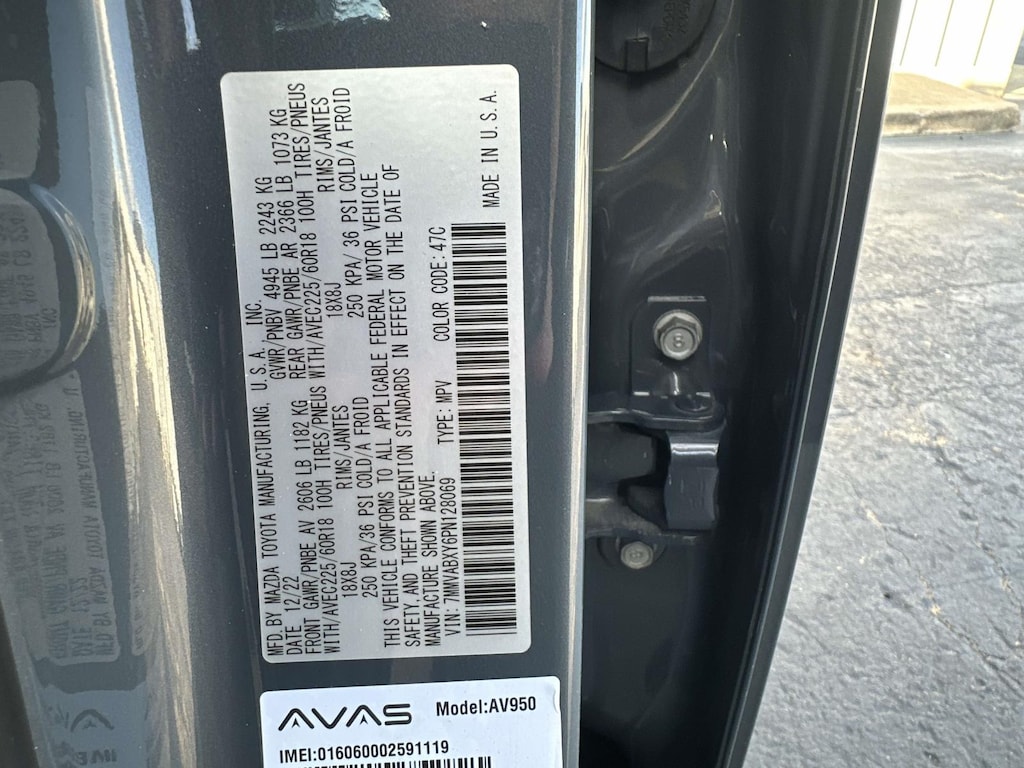 MFD.BY MAZDA TOYOTA MANUFACTURING, U.S.A., INC.
DATE 12/22 GVWR/PNBV 4945 LB 2243 KG
FRONT GAWR/PNBE AV 2606 LB 1182 KG REAR GAWR/PNBE AR 2366 LB 1073 KG
WITH/AVEC225/60R18 100H TIRES/PNEUS WITH/AVEC225/60R18 100H TIRES/PNEUS
18X8J RIMS/JANTES 18X8J RIMS/JANTES
250 KPA/36 PSI COLD/A FROID 250 KPA/ 36 PSI COLD/A FROID
THIS VEHICLE CONFORMS TO ALL APPLICABLE FEDERAL MOTOR VEHICLE
SAFETY AND THEFT PREVENTION STANDARDS IN EFFECT ON THE DATE OF
MANUFACTURE SHOWN ABOVE.
VIN: 7MMVABXY6PN128069 TYPE: MPV COLOR CODE: 47C
MADE IN U.S.A.
AVAS Model:AV950
IMEI:016060002591119